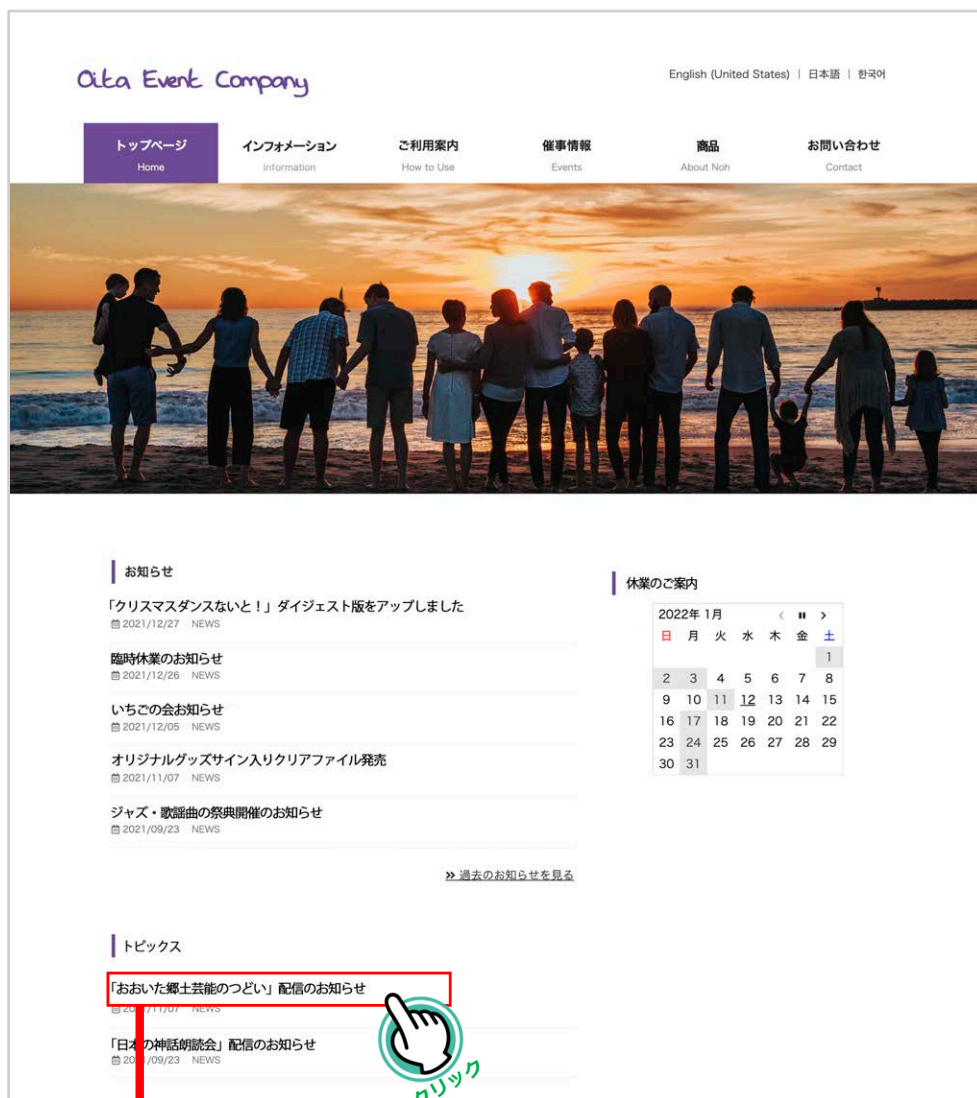 Oita Event Company
English (United States) | 日本語 | 한국어
トップページ インフォメーション ご利用案内 催事情報 商品 お問い合わせ
Home Information How to Use Events About Noh Contact
お知らせ
「クリスマスダンスないと！」ダイジェスト版をアップしました
2021/12/27 NEWS
臨時休業のお知らせ
2021/12/26 NEWS
いちごの会お知らせ
2021/12/05 NEWS
オリジナルグッズサイン入りクリアファイル発売
2021/11/07 NEWS
ジャズ・歌謡曲の祭典開催のお知らせ
2021/09/23 NEWS
>> 過去のお知らせを見る
休業のご案内
2022年 1月
日 月 火 水 木 金 土
1
2 3 4 5 6 7 8
9 10 11 12 13 14 15
16 17 18 19 20 21 22
23 24 25 26 27 28 29
30 31
トピックス
「おおいた郷土芸能のつどい」配信のお知らせ
2021/11/07 NEWS
「日本の神話朗読会」配信のお知らせ
2021/09/23 NEWS
クリック